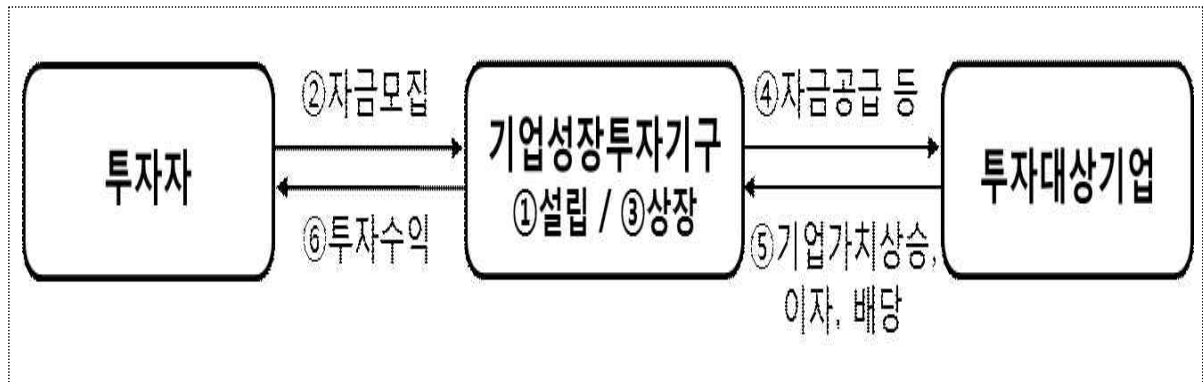 투자자
②자금모집
⑥투자수익
기업성장투자기구
①설립 / ③상장
④자금공급 등
⑤기업가치상승,
이자, 배당
투자대상기업